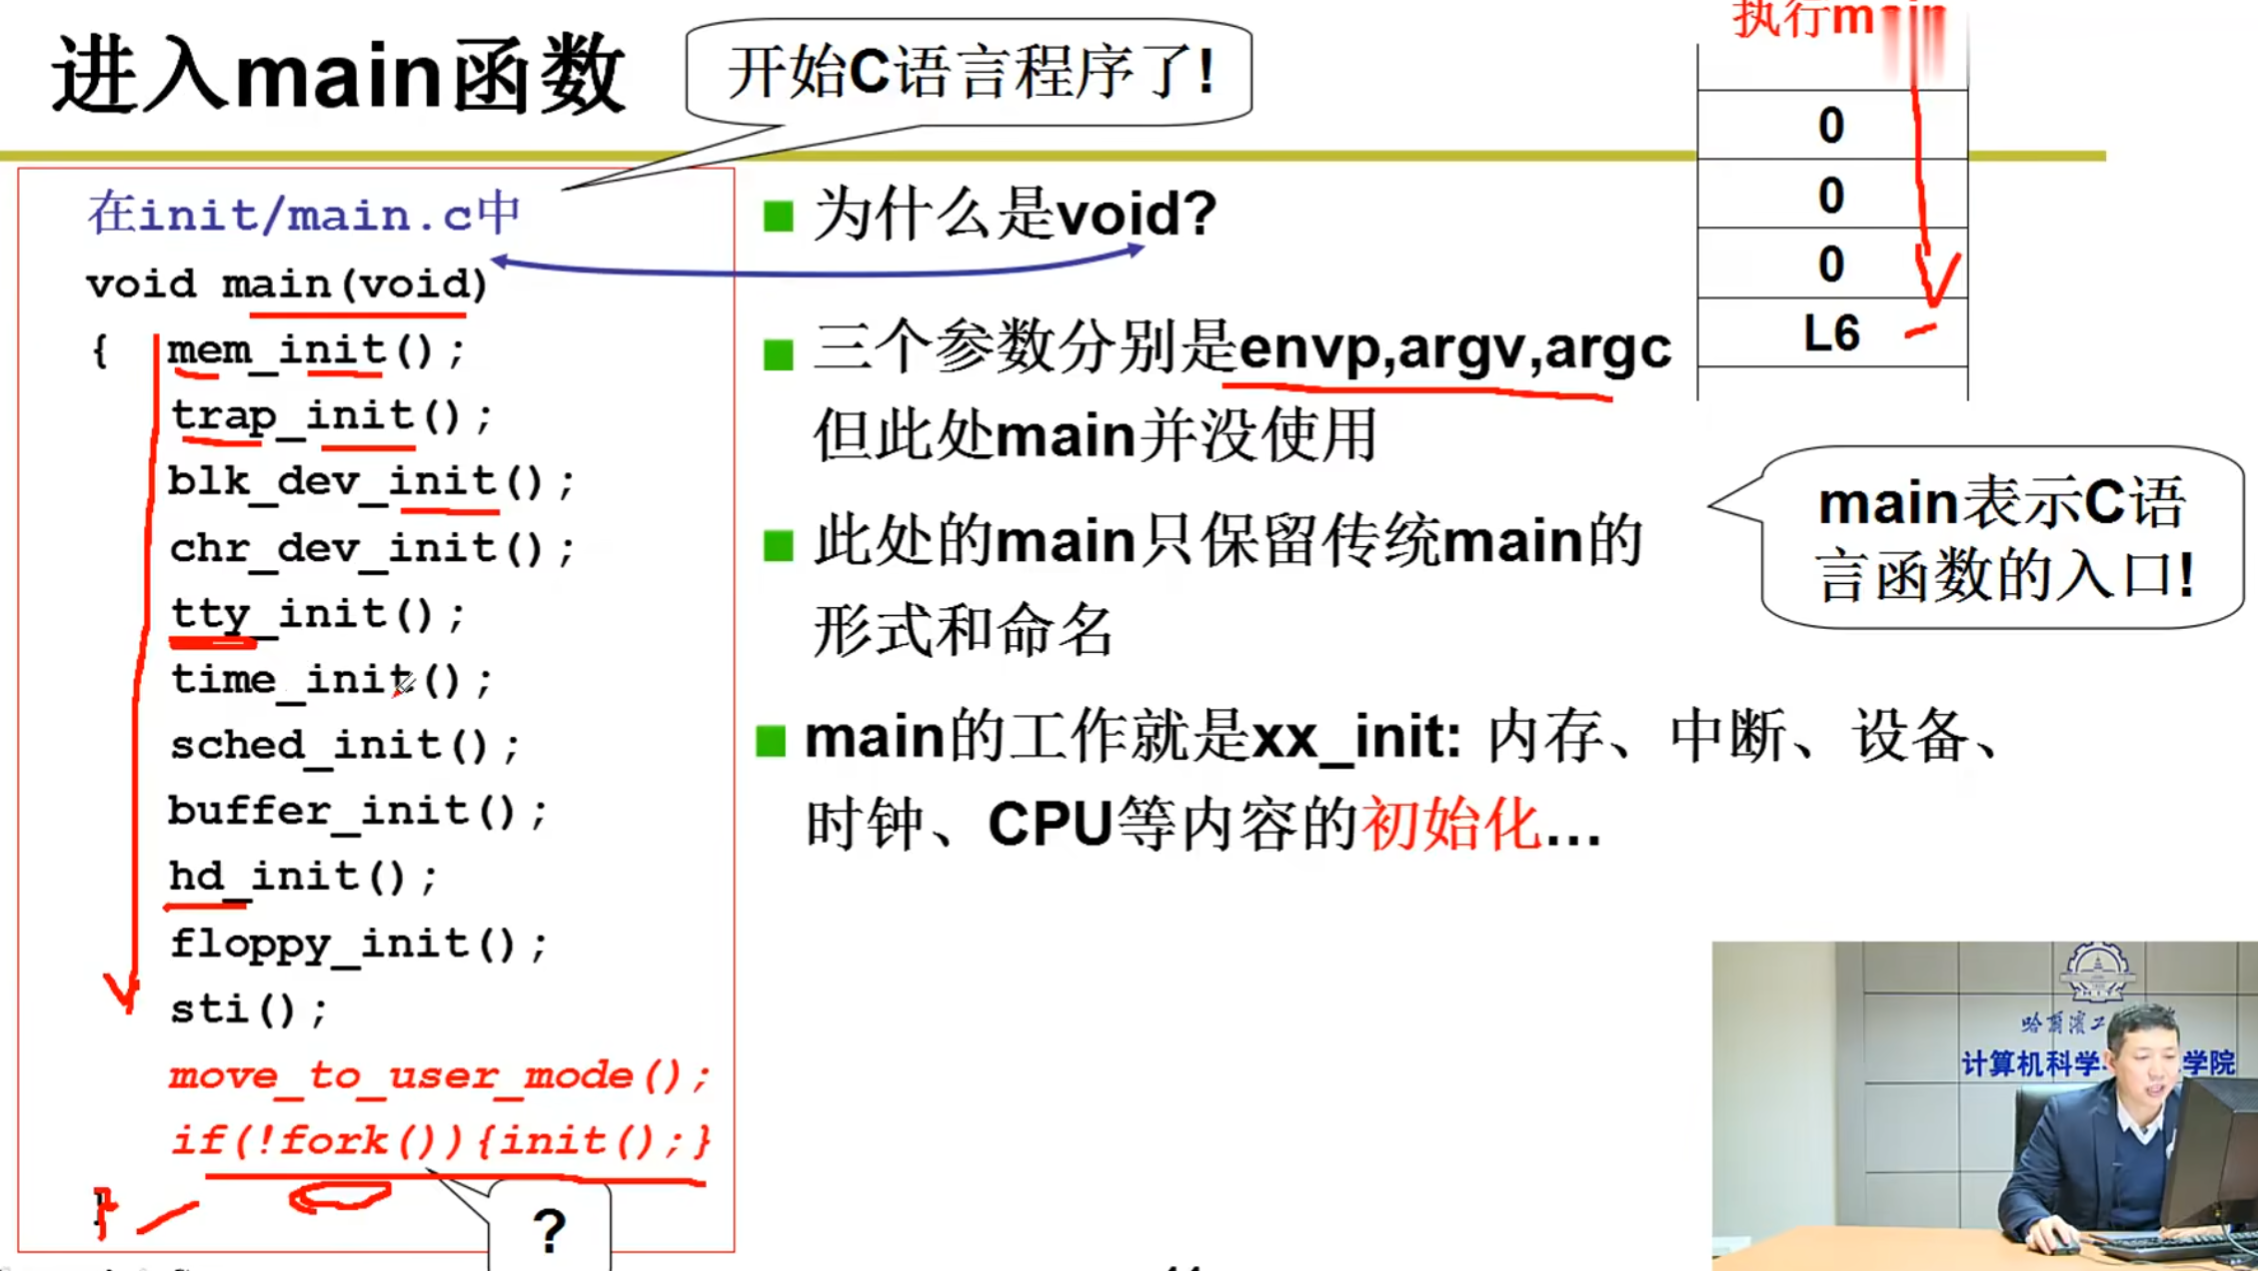 进入main函数
开始C语言程序了!
执行main
0
0
0
L6
在init/main.c中
void main(void)
{ mem_init();
trap_init();
blk_dev_init();
chr_dev_init();
tty_init();
time_init();
sched_init();
buffer_init();
hd_init();
floppy_init();
sti();
move_to_user_mode();
if(!fork()){init();}
}
?
为什么是void?
三个参数分别是envp,argv,argc
但此处main并没使用
此处的main只保留传统main的
形式和命名
main的工作就是xx_init: 内存、中断、设备、
时钟、CPU等内容的初始化...
main表示C语
言函数的入口!
哈爾濱工
计算机科学 学院